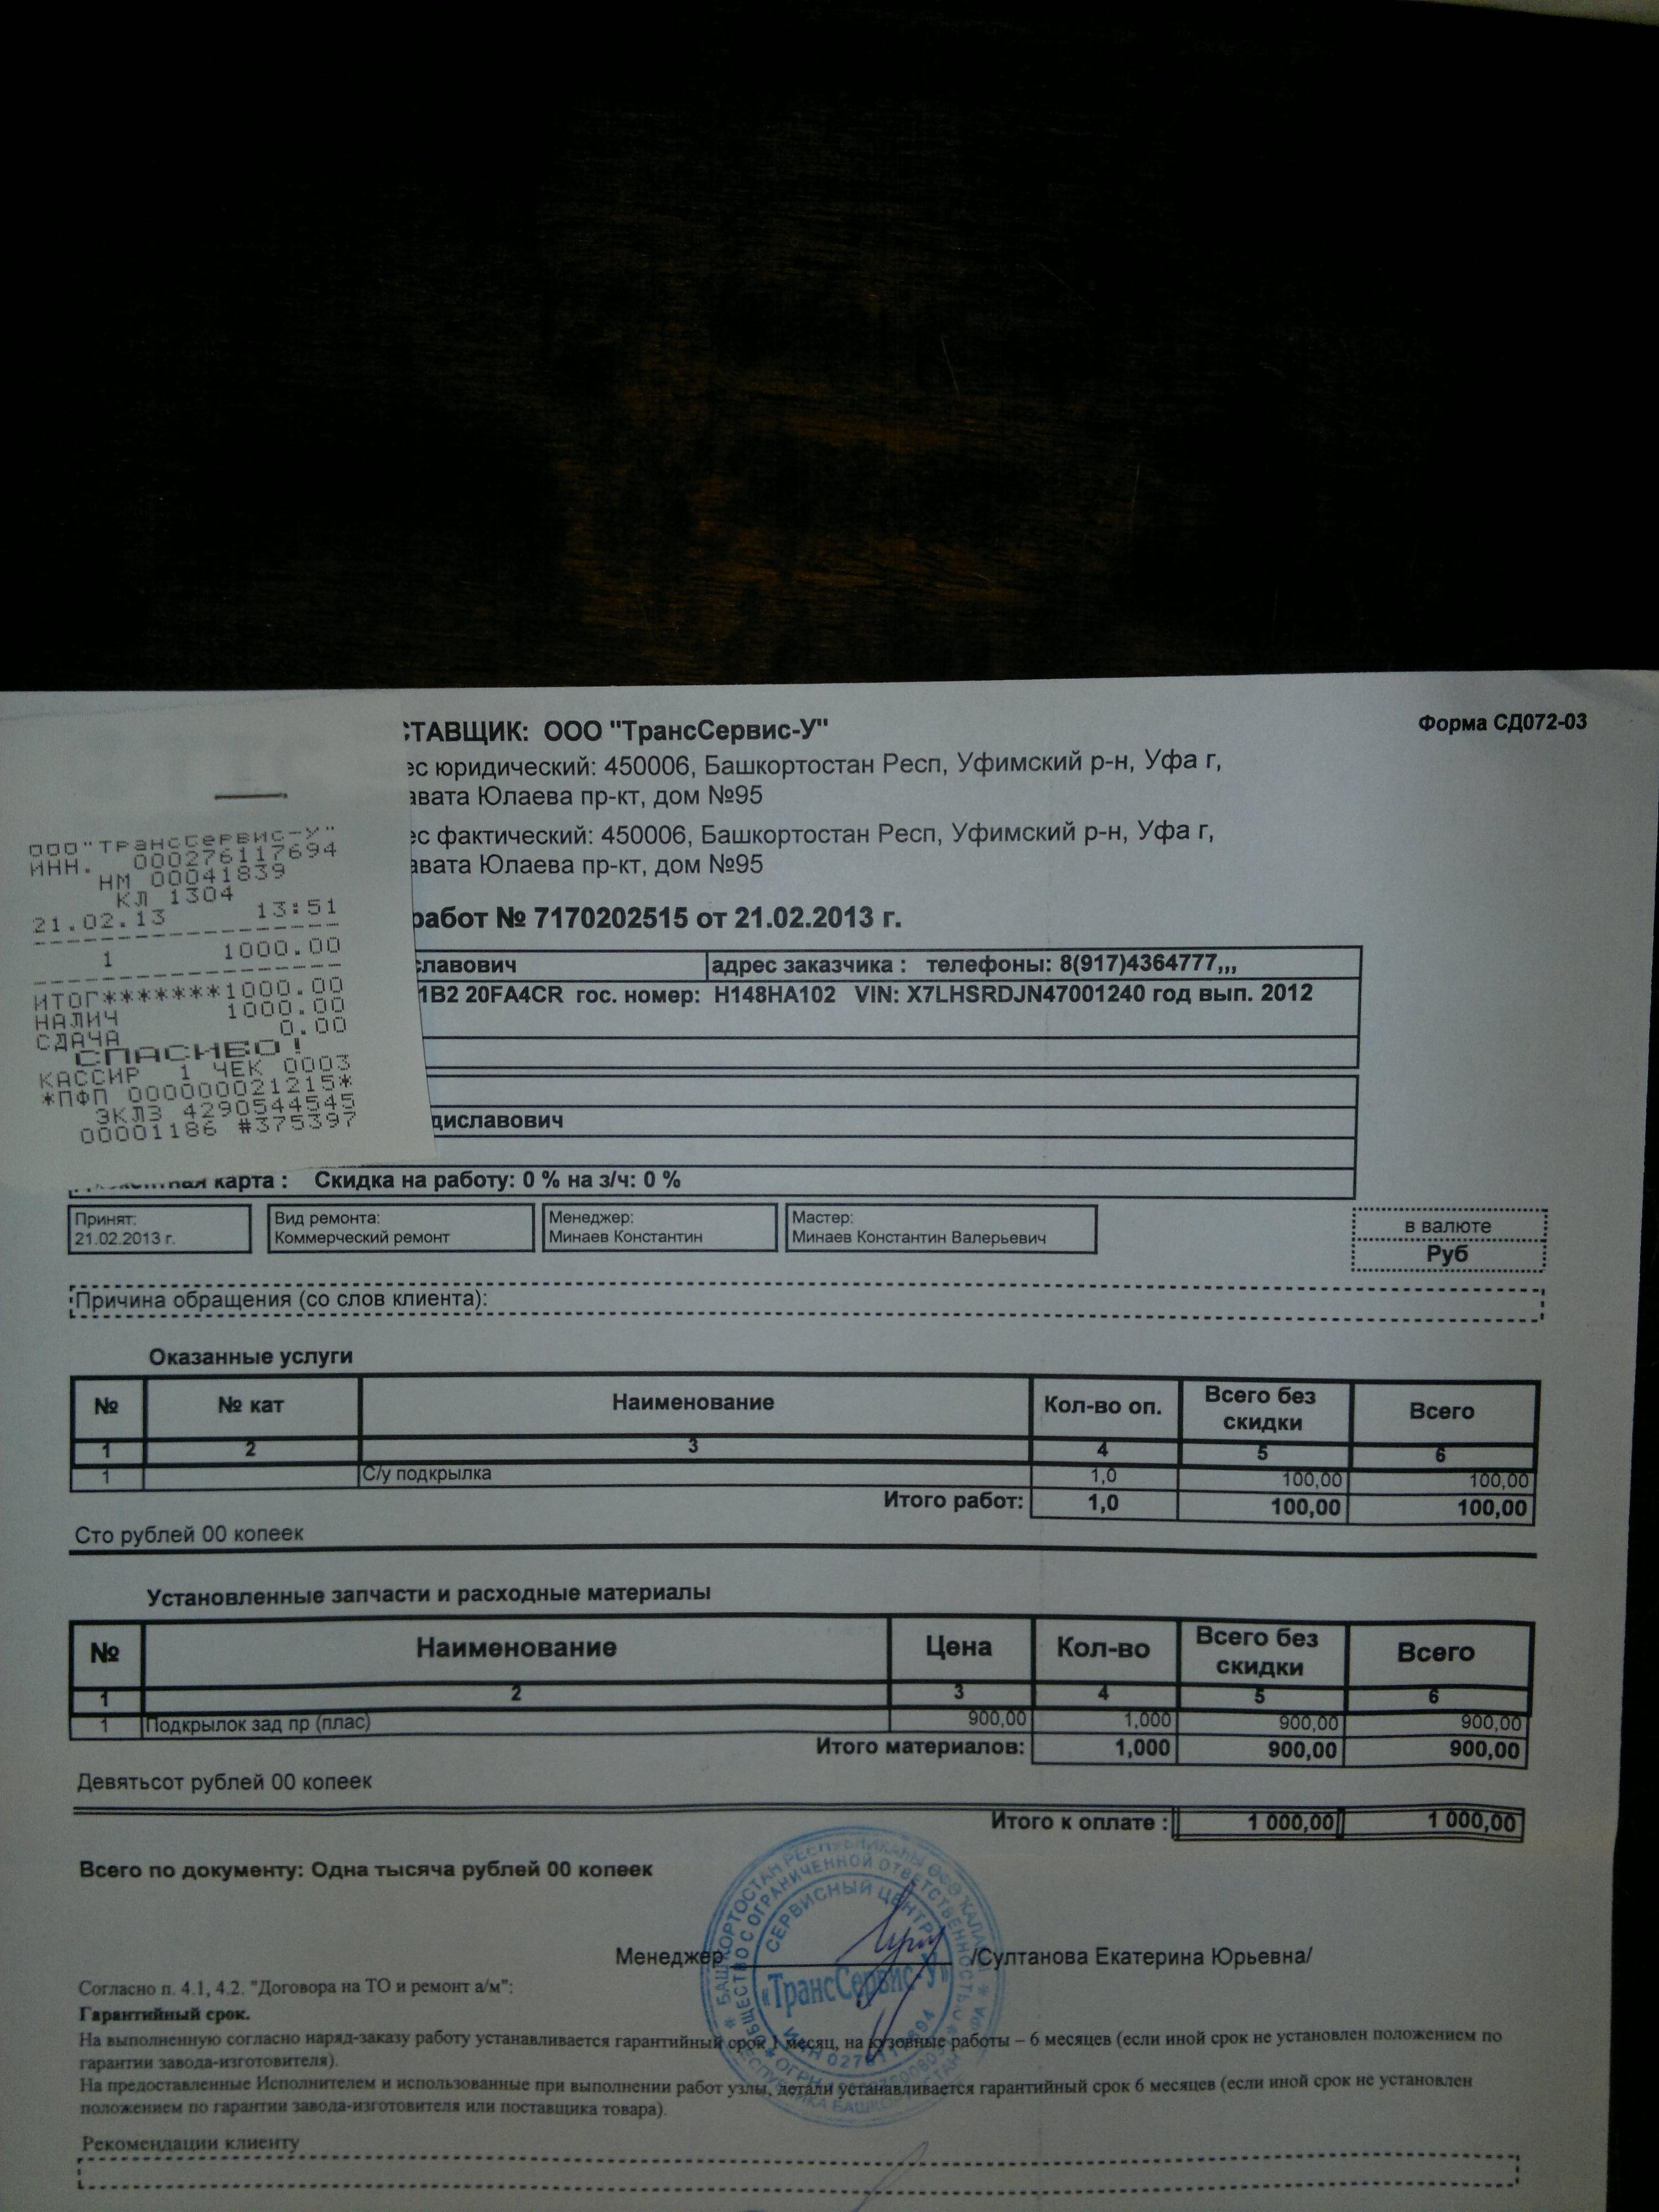 ООО"ТРАНССЕРВИС-У"
ИНН. 000276117694
НМ 00041839
КЛ 1304
21.02.13 13:51
1 1000.00
ИТОГ*******1000.00
НАЛИЧ 1000.00
СДАЧА 0.00
СПАСИБО!
КАССИР 1 ЧЕК 0003
*ПФП 000000021215*
ЭКЛЗ 4290544545
00001186 #375397
СТАВЩИК: ООО "ТрансСервис-У"
Форма СД072-03
ес юридический: 450006, Башкортостан Респ, Уфимский р-н, Уфа г,
авата Юлаева пр-кт, дом №95
ес фактический: 450006, Башкортостан Респ, Уфимский р-н, Уфа г,
авата Юлаева пр-кт, дом №95
работ № 7170202515 от 21.02.2013 г.
славович адрес заказчика : телефоны: 8(917)4364777,,,
1B2 20FA4CR гос. номер: Н148НА102 VIN: X7LHSRDJN47001240 год вып. 2012
диславович
карта : Скидка на работу: 0 % на з/ч: 0 %
Принят:
21.02.2013 г.
Вид ремонта:
Коммерческий ремонт
Менеджер:
Минаев Константин
Мастер:
Минаев Константин Валерьевич
в валюте
Руб
Причина обращения (со слов клиента):
Оказанные услуги
№ № кат Наименование Кол-во оп. Всего без скидки Всего
1 2 3 4 5 6
1 С/у подкрылка 1,0 100,00 100,00
Итого работ: 1,0 100,00 100,00
Сто рублей 00 копеек
Установленные запчасти и расходные материалы
№ Наименование Цена Кол-во Всего без скидки Всего
1 2 3 4 5 6
1 Подкрылок зад пр (плас) 900,00 1,000 900,00 900,00
Итого материалов: 1,000 900,00 900,00
Девятьсот рублей 00 копеек
Итого к оплате : 1 000,00 1 000,00
Всего по документу: Одна тысяча рублей 00 копеек
Менеджер /Султанова Екатерина Юрьевна/
СЕРВИСНЫЙ ЦЕНТР
«ТрансСервис-У»
Согласно п. 4.1, 4.2. "Договора на ТО и ремонт а/м":
Гарантийный срок.
На выполненную согласно наряд-заказу работу устанавливается гарантийный срок 1 месяц, на кузовные работы – 6 месяцев (если иной срок не установлен положением по
гарантии завода-изготовителя).
На предоставленные Исполнителем и использованные при выполнении работ узлы, детали устанавливается гарантийный срок 6 месяцев (если иной срок не установлен
положением по гарантии завода-изготовителя или поставщика товара).
Рекомендации клиенту